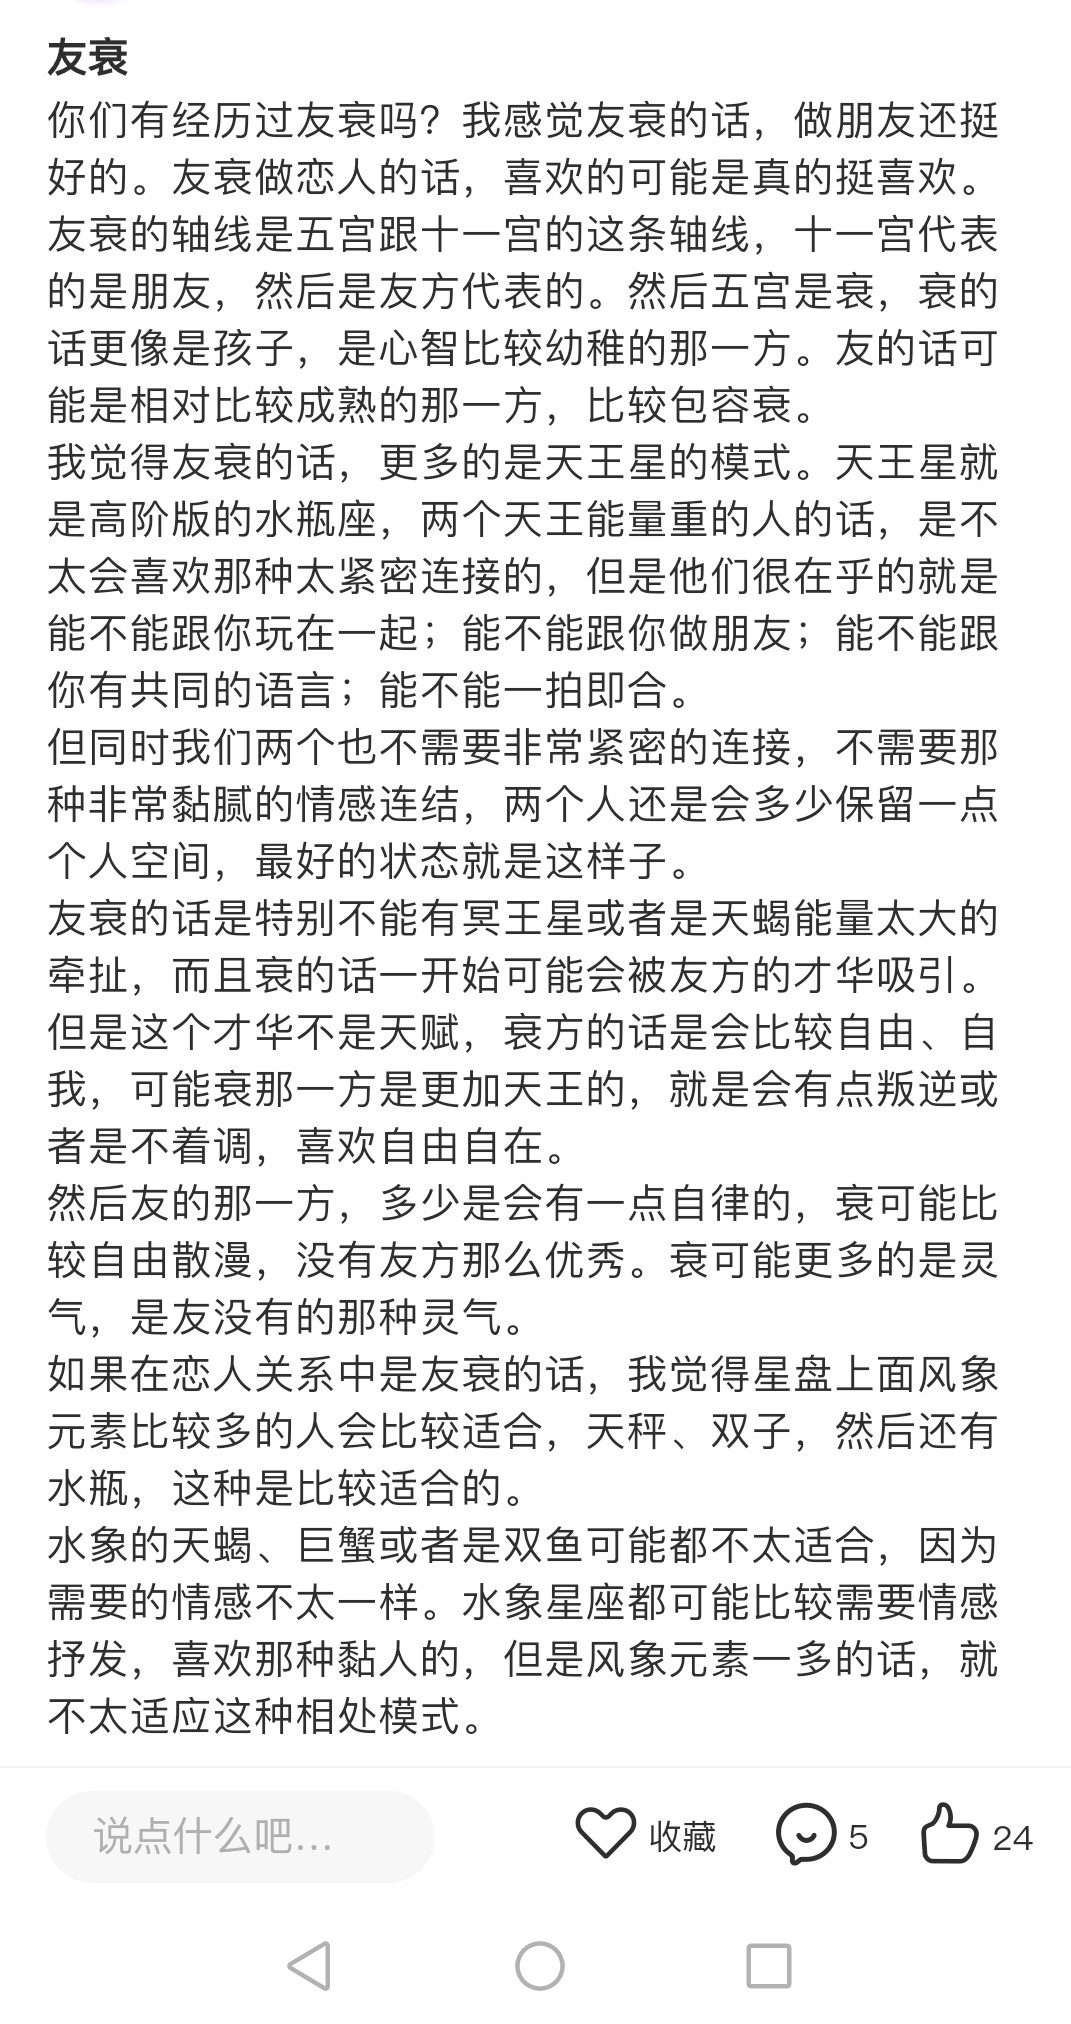 友衰
你们有经历过友衰吗？我感觉友衰的话，做朋友还挺
好的。友衰做恋人的话，喜欢的可能是真的挺喜欢。
友衰的轴线是五宫跟十一宫的这条轴线，十一宫代表
的是朋友，然后是友方代表的。然后五宫是衰，衰的
话更像是孩子，是心智比较幼稚的那一方。友的话可
能是相对比较成熟的那一方，比较包容衰。
我觉得友衰的话，更多的是天王星的模式。天王星就
是高阶版的水瓶座，两个天王能量重的人的话，是不
太会喜欢那种太紧密连接的，但是他们很在乎的就是
能不能跟你玩在一起；能不能跟你做朋友；能不能跟
你有共同的语言；能不能一拍即合。
但同时我们两个也不需要非常紧密的连接，不需要那
种非常黏腻的情感连结，两个人还是会多少保留一点
个人空间，最好的状态就是这样子。
友衰的话是特别不能有冥王星或者是天蝎能量太大的
牵扯，而且衰的话一开始可能会被友方的才华吸引。
但是这个才华不是天赋，衰方的话是会比较自由、自
我，可能衰那一方是更加天王的，就是会有点叛逆或
者是不着调，喜欢自由自在。
然后友的那一方，多少是会有一点自律的，衰可能比
较自由散漫，没有友方那么优秀。衰可能更多的是灵
气，是友没有的那种灵气。
如果在恋人关系中是友衰的话，我觉得星盘上面风象
元素比较多的人会比较适合，天秤、双子，然后还有
水瓶，这种是比较适合的。
水象的天蝎、巨蟹或者是双鱼可能都不太适合，因为
需要的情感不太一样。水象星座都可能比较需要情感
抒发，喜欢那种黏人的，但是风象元素一多的话，就
不太适应这种相处模式。
说点什么吧... 收藏 5 24